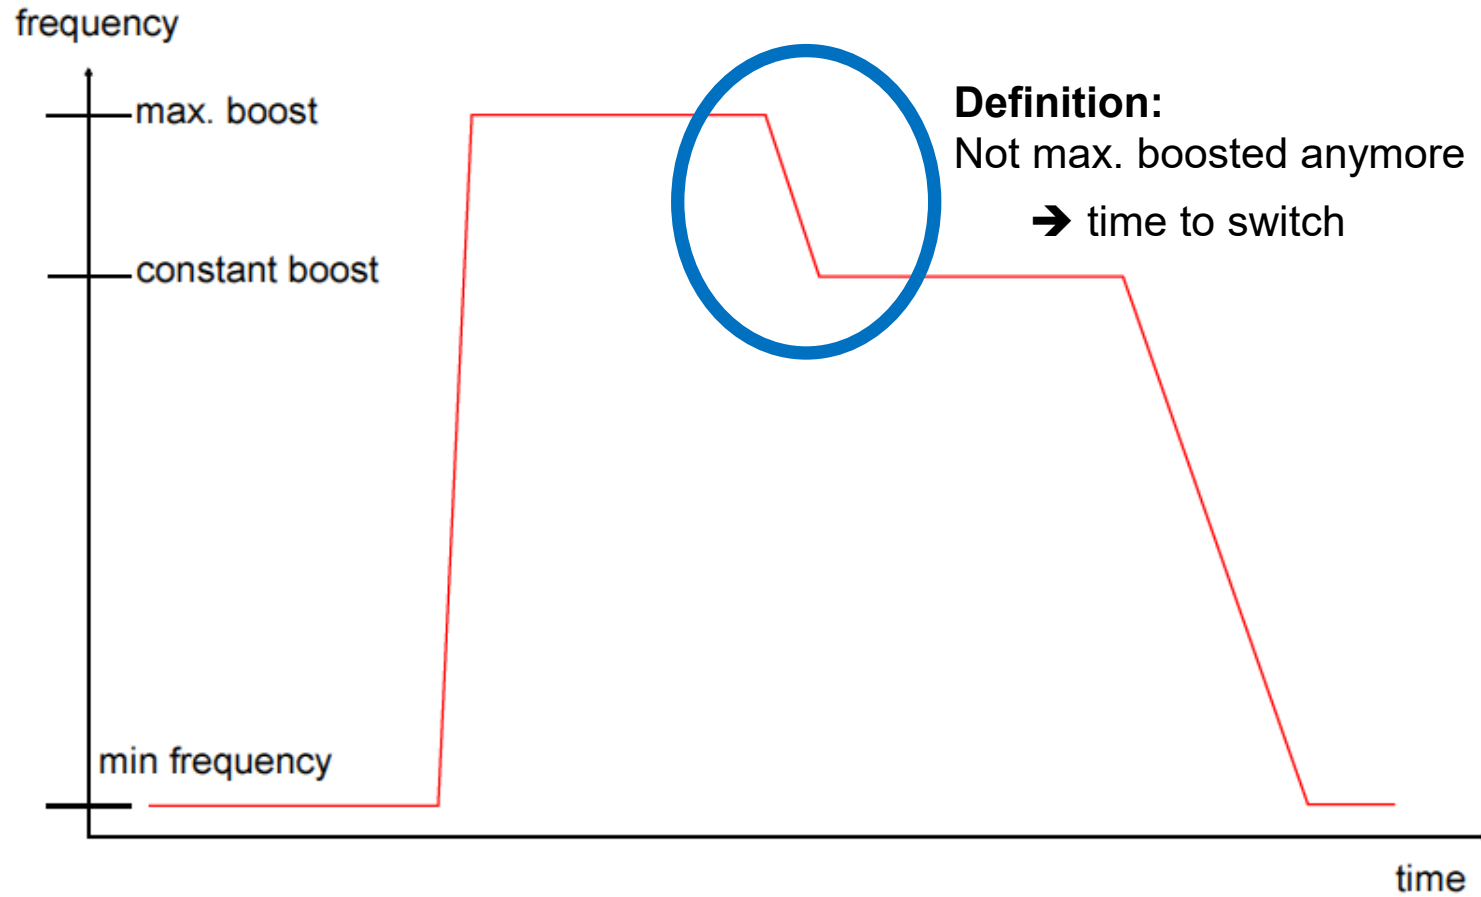 frequency
max. boost
Definition:
Not max. boosted anymore
➔ time to switch
constant boost
min frequency
time